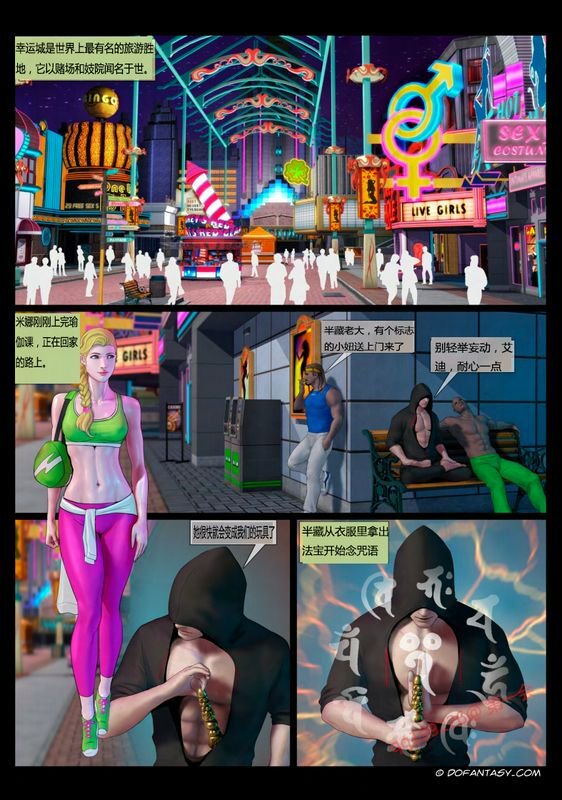 幸运城是世界上最有名的旅游胜
地，它以赌场和妓院闻名于世。
BINGO
HOT
SEXY
COSTUM
LIVE GIRLS
米娜刚刚上完瑜
伽课，正在回家
的路上。
GIRLS
半藏老大，有个标志
的小姐送上门来了
别轻举妄动，艾
迪，耐心一点
她很快就会变成我们的玩具了
半藏从衣服里拿出
法宝开始念咒语
© DOFANTASY.COM